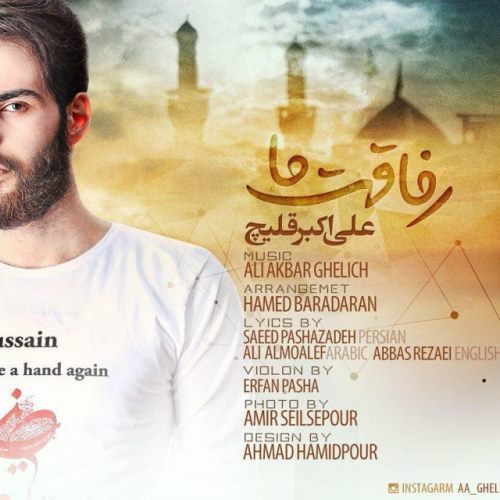 رفاقت ما
علی اکبر قلیچ
MUSIC
ALI AKBAR GHELICH
ARRANGEMET
HAMED BARADARAN
LYICS BY
SAEED PASHAZADEH PERSIAN
ALI ALMOALEF ARABIC ABBAS REZAEI ENGLISH
VIOLON BY
ERFAN PASHA
PHOTO BY
AMIR SEILSEPOUR
DESIGN BY
AHMAD HAMIDPOUR
ussain
e a hand again
INSTAGARM AA_GHEL